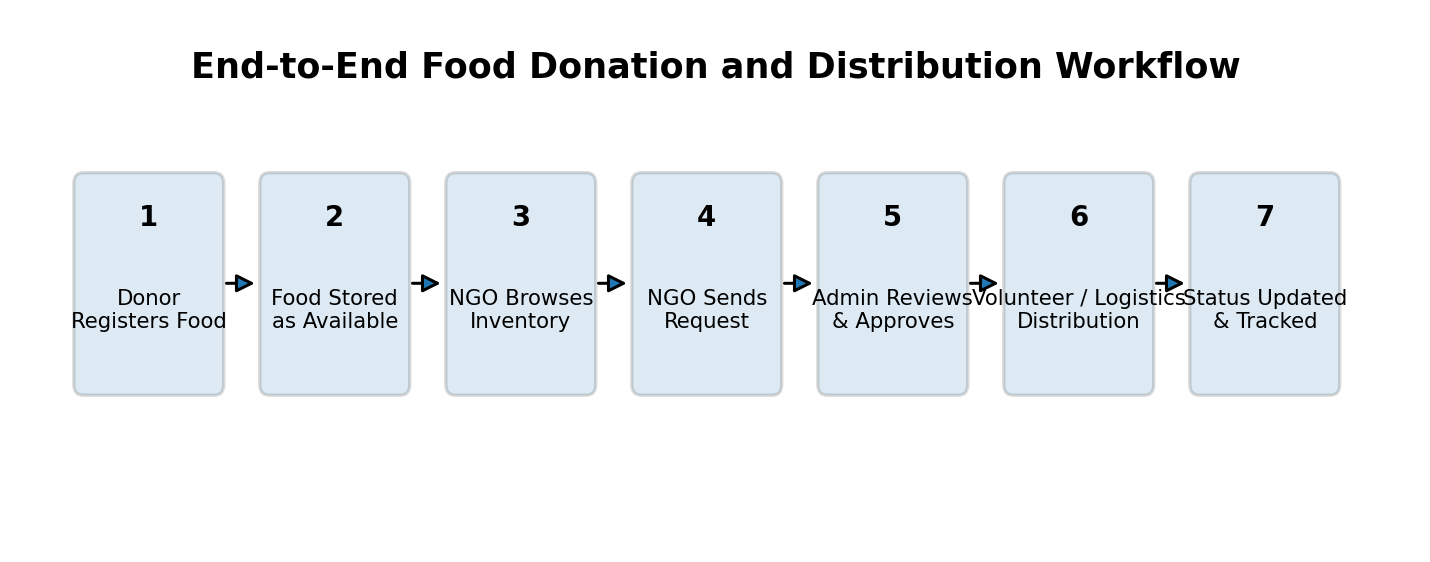 End-to-End Food Donation and Distribution Workflow
1
Donor
Registers Food
2
Food Stored
as Available
3
NGO Browses
Inventory
4
NGO Sends
Request
5
Admin Reviews
& Approves
6
Volunteer / Logistics
Distribution
7
Status Updated
& Tracked